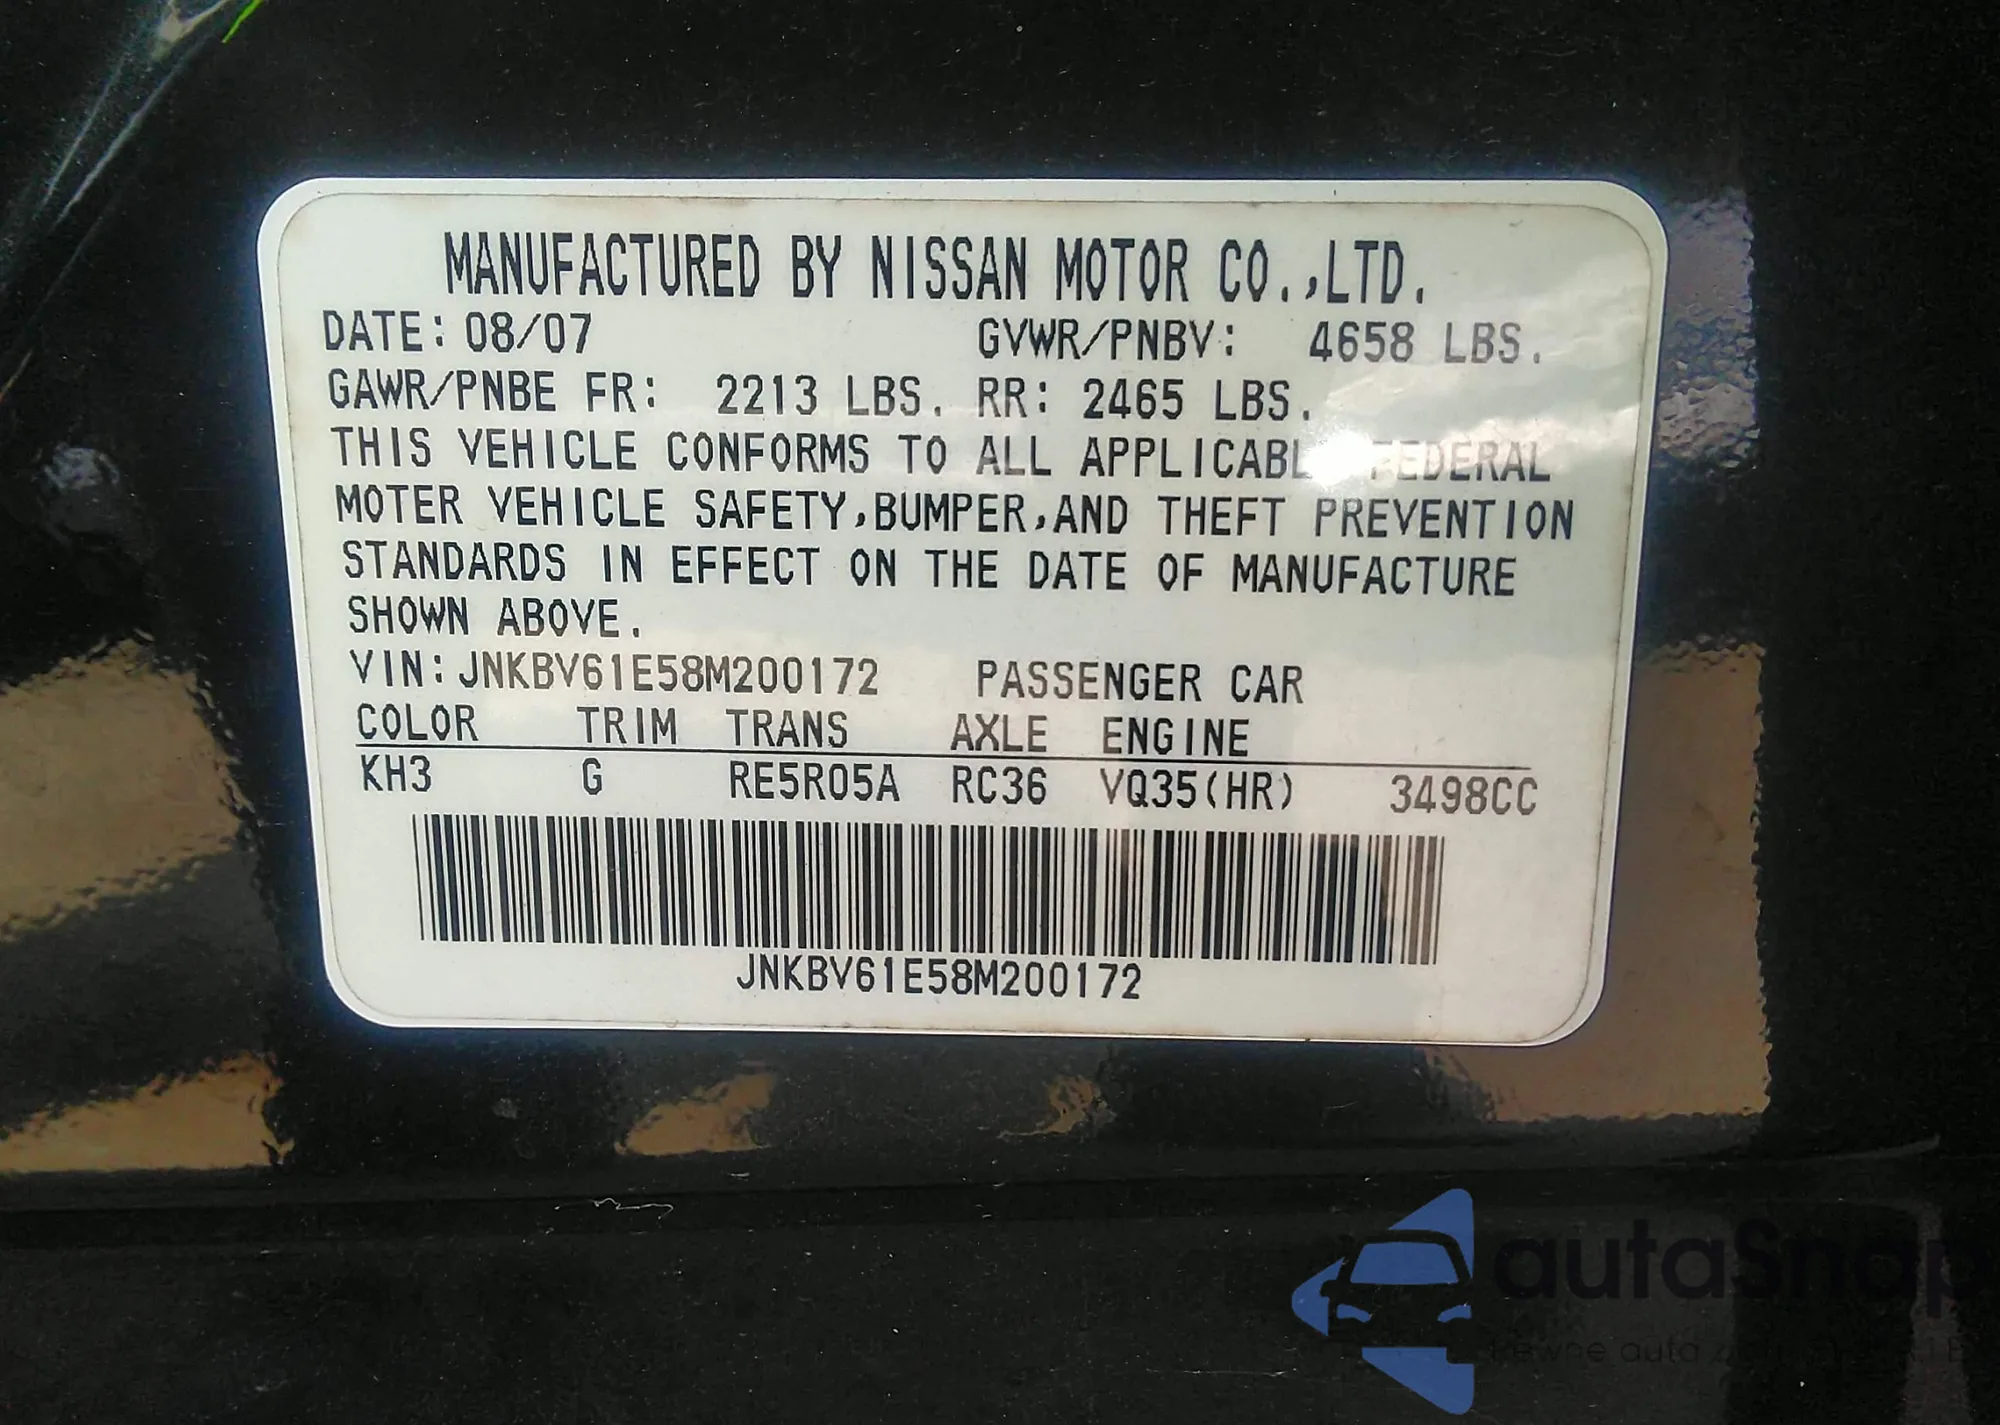 MANUFACTURED BY NISSAN MOTOR CO.,LTD.
DATE: 08/07 GVWR/PNBV: 4658 LBS.
GAWR/PNBE FR: 2213 LBS. RR: 2465 LBS.
THIS VEHICLE CONFORMS TO ALL APPLICABL FEDERAL
MOTER VEHICLE SAFETY,BUMPER,AND THEFT PREVENTION
STANDARDS IN EFFECT ON THE DATE OF MANUFACTURE
SHOWN ABOVE.
VIN: JNKBV61E58M200172 PASSENGER CAR
COLOR TRIM TRANS AXLE ENGINE
KH3 G RE5R05A RC36 VQ35(HR) 3498CC
JNKBV61E58M200172
autaSnap
auta